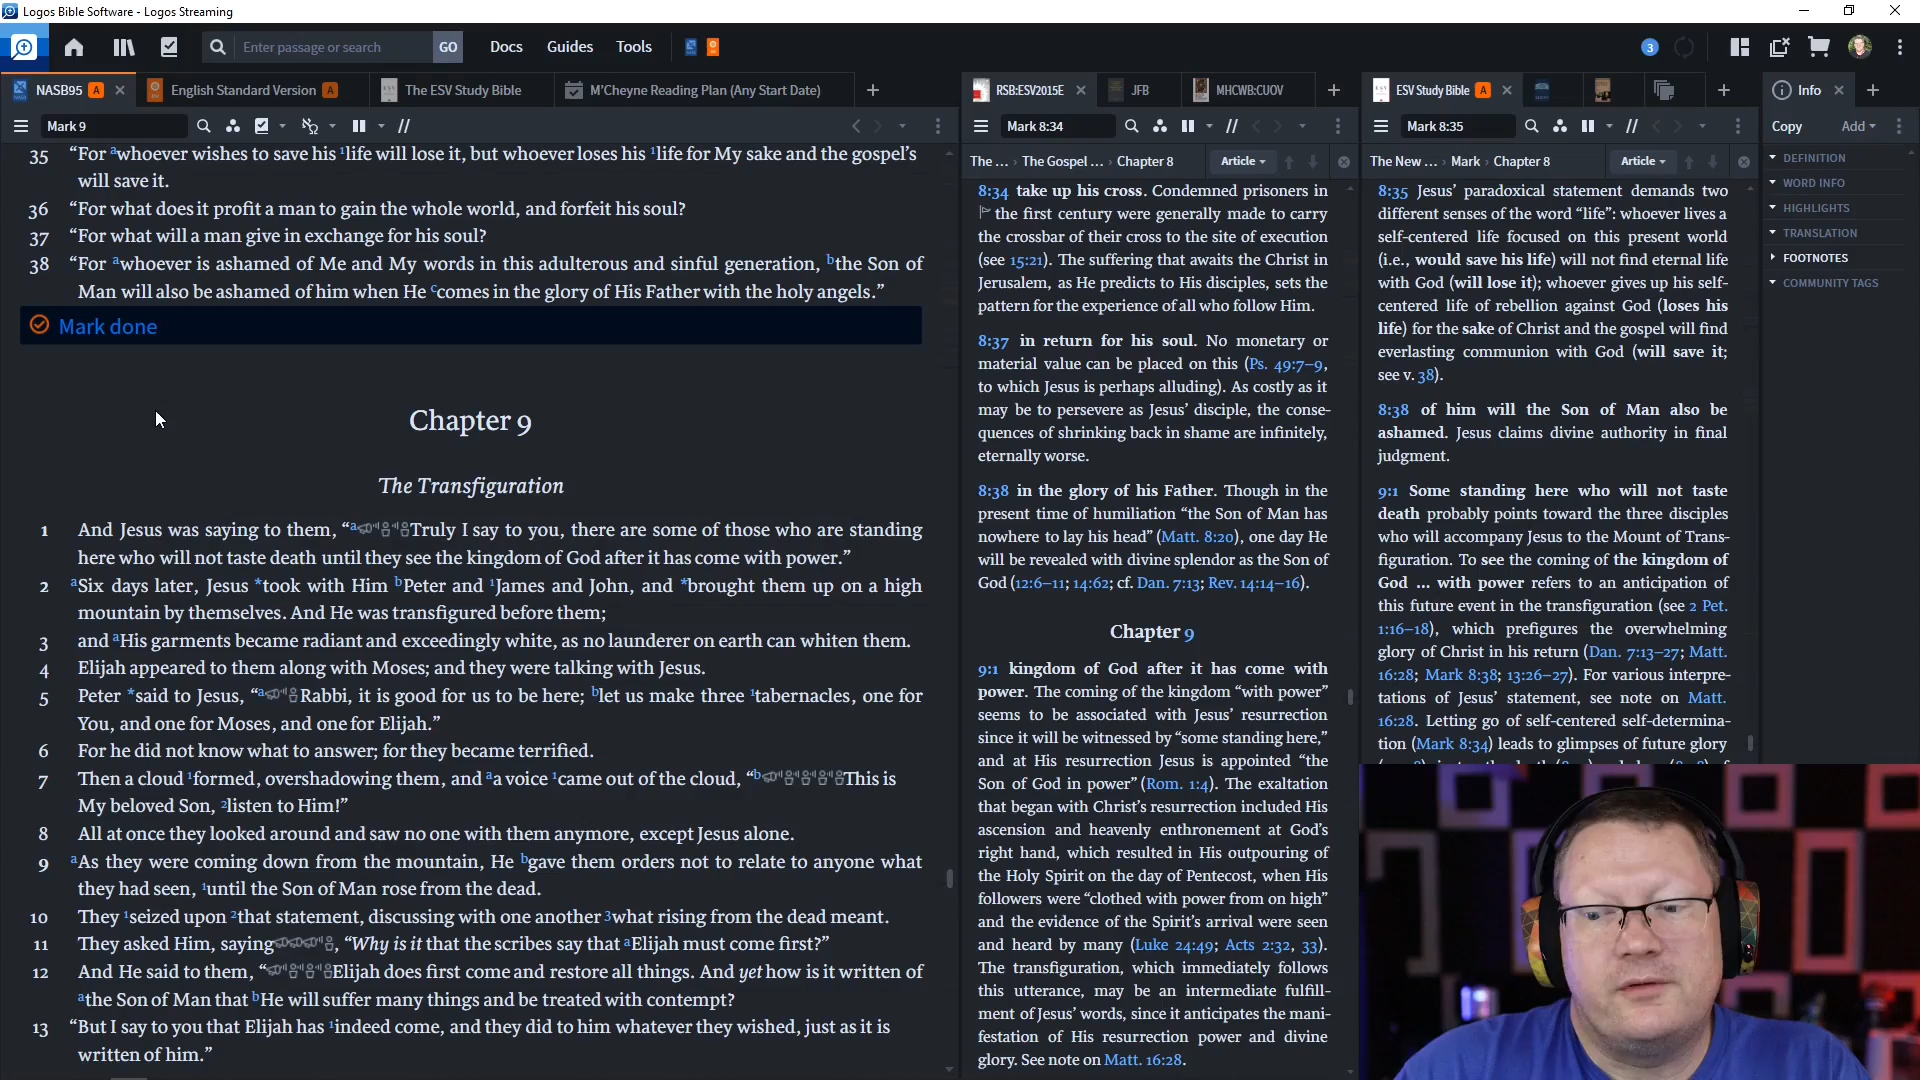 Logos Bible Software - Logos Streaming
Enter passage or search
GO
Docs
Guides
Tools
3
NASB95 A
English Standard Version A
The ESV Study Bible
M'Cheyne Reading Plan (Any Start Date)
Mark 9
35 “For ᵃwhoever wishes to save his ¹life will lose it, but whoever loses his ¹life for My sake and the gospel’s
will save it.
36 “For what does it profit a man to gain the whole world, and forfeit his soul?
37 “For what will a man give in exchange for his soul?
38 “For ᵃwhoever is ashamed of Me and My words in this adulterous and sinful generation, ᵇthe Son of
Man will also be ashamed of him when He ᶜcomes in the glory of His Father with the holy angels.”
Mark done
Chapter 9
The Transfiguration
1 And Jesus was saying to them, “ᵃTruly I say to you, there are some of those who are standing
here who will not taste death until they see the kingdom of God after it has come with power.”
2 ᵃSix days later, Jesus *took with Him ᵇPeter and ¹James and John, and *brought them up on a high
mountain by themselves. And He was transfigured before them;
3 and ᵃHis garments became radiant and exceedingly white, as no launderer on earth can whiten them.
4 Elijah appeared to them along with Moses; and they were talking with Jesus.
5 Peter *said to Jesus, “ᵃRabbi, it is good for us to be here; ᵇlet us make three ¹tabernacles, one for
You, and one for Moses, and one for Elijah.”
6 For he did not know what to answer; for they became terrified.
7 Then a cloud ¹formed, overshadowing them, and ᵃa voice ¹came out of the cloud, “ᵇThis is
My beloved Son, ²listen to Him!”
8 All at once they looked around and saw no one with them anymore, except Jesus alone.
9 ᵃAs they were coming down from the mountain, He ᵇgave them orders not to relate to anyone what
they had seen, ¹until the Son of Man rose from the dead.
10 They ¹seized upon ²that statement, discussing with one another ³what rising from the dead meant.
11 They asked Him, saying, “Why is it that the scribes say that ᵃElijah must come first?”
12 And He said to them, “Elijah does first come and restore all things. And yet how is it written of
ᵃthe Son of Man that ᵇHe will suffer many things and be treated with contempt?
13 “But I say to you that Elijah has ¹indeed come, and they did to him whatever they wished, just as it is
written of him.”
RSB:ESV2015E
JFB
MHCWB:CUOV
Mark 8:34
The ... › The Gospel ... › Chapter 8
Article
8:34 take up his cross. Condemned prisoners in
the first century were generally made to carry
the crossbar of their cross to the site of execution
(see 15:21). The suffering that awaits the Christ in
Jerusalem, as He predicts to His disciples, sets the
pattern for the experience of all who follow Him.
8:37 in return for his soul. No monetary or
material value can be placed on this (Ps. 49:7–9,
to which Jesus is perhaps alluding). As costly as it
may be to persevere as Jesus’ disciple, the conse-
quences of shrinking back in shame are infinitely,
eternally worse.
8:38 in the glory of his Father. Though in the
present time of humiliation “the Son of Man has
nowhere to lay his head” (Matt. 8:20), one day He
will be revealed with divine splendor as the Son of
God (12:6–11; 14:62; cf. Dan. 7:13; Rev. 14:14–16).
Chapter 9
9:1 kingdom of God after it has come with
power. The coming of the kingdom “with power”
seems to be associated with Jesus’ resurrection
since it will be witnessed by “some standing here,”
and at His resurrection Jesus is appointed “the
Son of God in power” (Rom. 1:4). The exaltation
that began with Christ’s resurrection included His
ascension and heavenly enthronement at God’s
right hand, which resulted in His outpouring of
the Holy Spirit on the day of Pentecost, when His
followers were “clothed with power from on high”
and the evidence of the Spirit’s arrival were seen
and heard by many (Luke 24:49; Acts 2:32, 33).
The transfiguration, which immediately follows
this utterance, may be an intermediate fulfill-
ment of Jesus’ words, since it anticipates the mani-
festation of His resurrection power and divine
glory. See note on Matt. 16:28.
ESV Study Bible A
Mark 8:35
The New ... › Mark › Chapter 8
Article
8:35 Jesus’ paradoxical statement demands two
different senses of the word “life”: whoever lives a
self-centered life focused on this present world
(i.e., would save his life) will not find eternal life
with God (will lose it); whoever gives up his self-
centered life of rebellion against God (loses his
life) for the sake of Christ and the gospel will find
everlasting communion with God (will save it;
see v. 38).
8:38 of him will the Son of Man also be
ashamed. Jesus claims divine authority in final
judgment.
9:1 Some standing here who will not taste
death probably points toward the three disciples
who will accompany Jesus to the Mount of Trans-
figuration. To see the coming of the kingdom of
God ... with power refers to an anticipation of
this future event in the transfiguration (see 2 Pet.
1:16–18), which prefigures the overwhelming
glory of Christ in his return (Dan. 7:13–27; Matt.
16:28; Mark 8:38; 13:26–27). For various interpre-
tations of Jesus’ statement, see note on Matt.
16:28. Letting go of self-centered self-determina-
tion (Mark 8:34) leads to glimpses of future glory
Info
Copy
Add
DEFINITION
WORD INFO
HIGHLIGHTS
TRANSLATION
FOOTNOTES
COMMUNITY TAGS